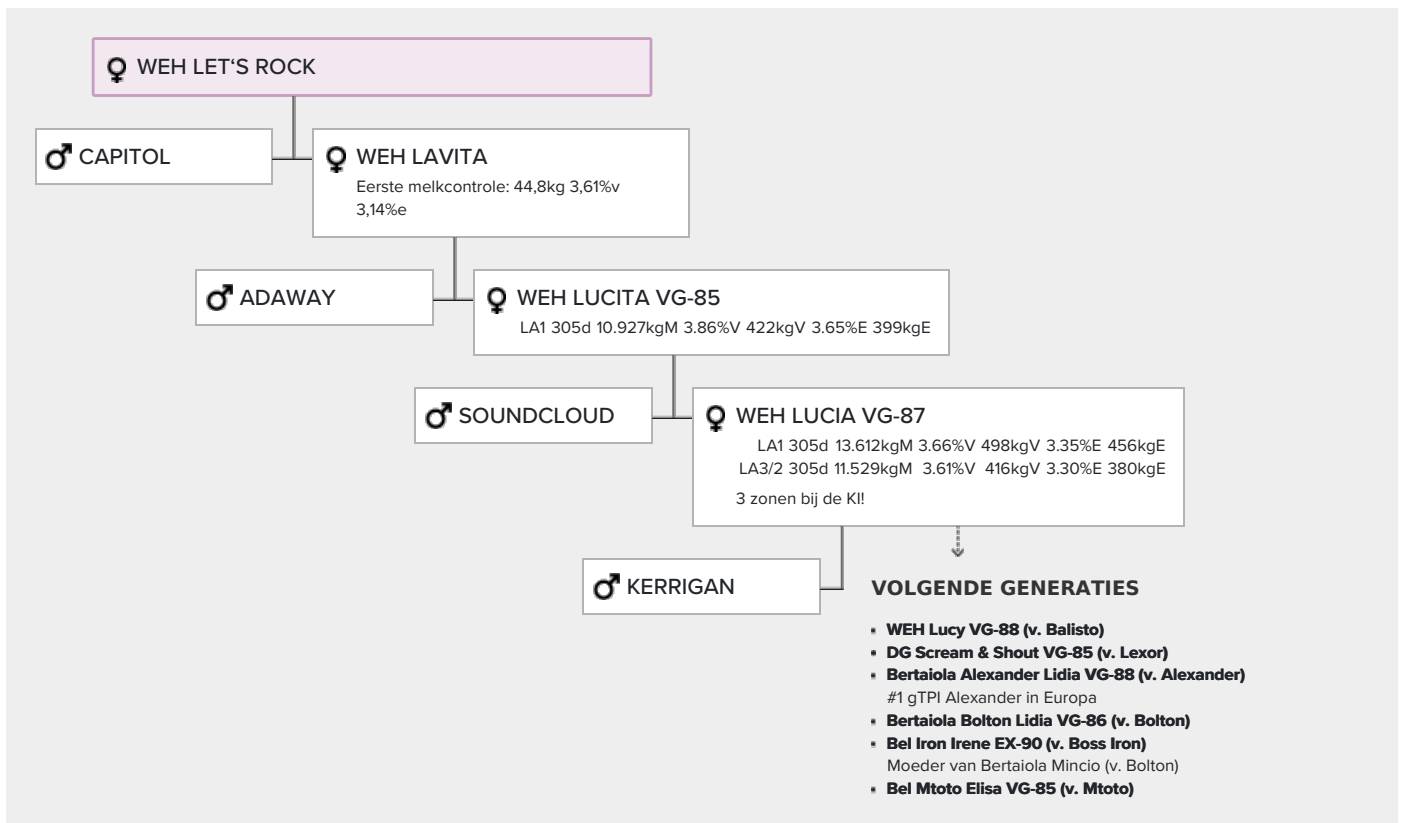 WEH LET‘S ROCK
CAPITOL
WEH LAVITA
Eerste melkcontrole: 44,8kg 3,61%v
3,14%e
ADAWAY
WEH LUCITA VG-85
LA1 305d 10.927kgM 3.86%V 422kgV 3.65%E 399kgE
SOUNDCLOUD
WEH LUCIA VG-87
LA1 305d 13.612kgM 3.66%V 498kgV 3.35%E 456kgE
LA3/2 305d 11.529kgM 3.61%V 416kgV 3.30%E 380kgE
3 zonen bij de KI!
KERRIGAN
VOLGENDE GENERATIES
WEH Lucy VG-88 (v. Balisto)
DG Scream & Shout VG-85 (v. Lexor)
Bertaiola Alexander Lidia VG-88 (v. Alexander)
#1 gTPI Alexander in Europa
Bertaiola Bolton Lidia VG-86 (v. Bolton)
Bel Iron Irene EX-90 (v. Boss Iron)
Moeder van Bertaiola Mincio (v. Bolton)
Bel Mtoto Elisa VG-85 (v. Mtoto)